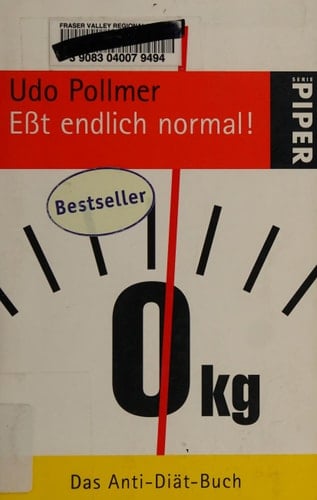 FRASER VALLEY REGIONAL
3 9083 04007 9494
Udo Pollmer
Eßt endlich normal!
SERIE
PIPER
Bestseller
0 kg
Das Anti-Diät-Buch